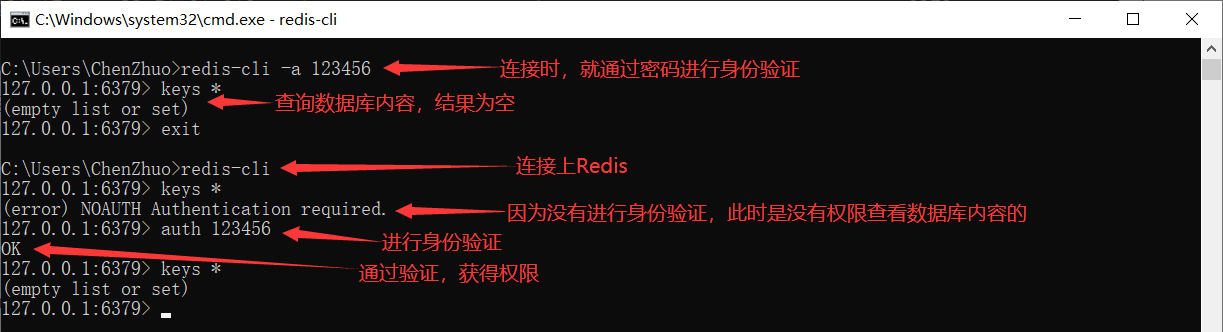 C:\Windows\system32\cmd.exe - redis-cli
C:\Users\ChenZhuo>redis-cli -a 123456 连接时，就通过密码进行身份验证
127.0.0.1:6379> keys *
(empty list or set) 查询数据库内容，结果为空
127.0.0.1:6379> exit
C:\Users\ChenZhuo>redis-cli 连接上Redis
127.0.0.1:6379> keys *
(error) NOAUTH Authentication required. 因为没有进行身份验证，此时是没有权限查看数据库内容的
127.0.0.1:6379> auth 123456 进行身份验证
OK 通过验证，获得权限
127.0.0.1:6379> keys *
(empty list or set)
127.0.0.1:6379>